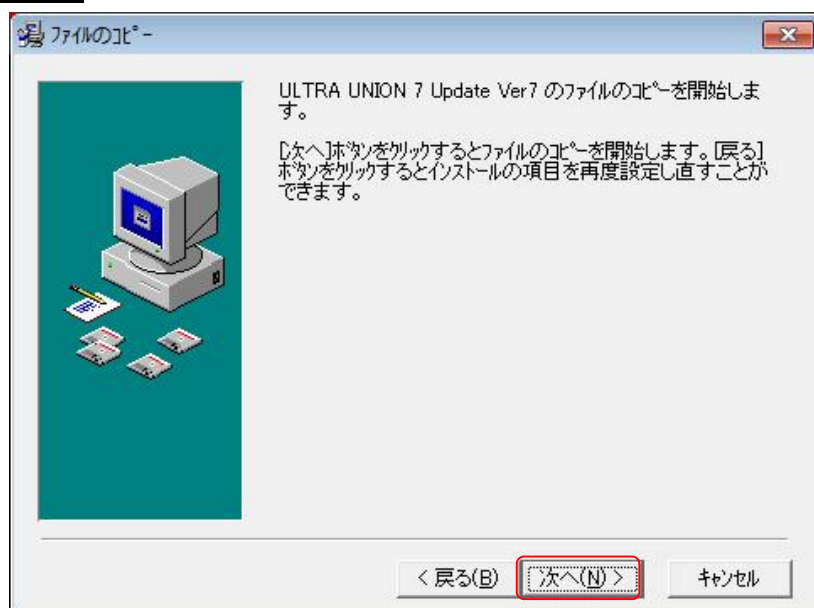 ﾌｧｲﾙのｺﾋﾟｰ
ULTRA UNION 7 Update Ver7 のﾌｧｲﾙのｺﾋﾟｰを開始しま
す。
[次へ]ﾎﾞﾀﾝをｸﾘｯｸするとﾌｧｲﾙのｺﾋﾟｰを開始します。[戻る]
ﾎﾞﾀﾝをｸﾘｯｸするとｲﾝｽﾄｰﾙの項目を再度設定し直すことが
できます。
< 戻る(B)
次へ(N) >
ｷｬﾝｾﾙ